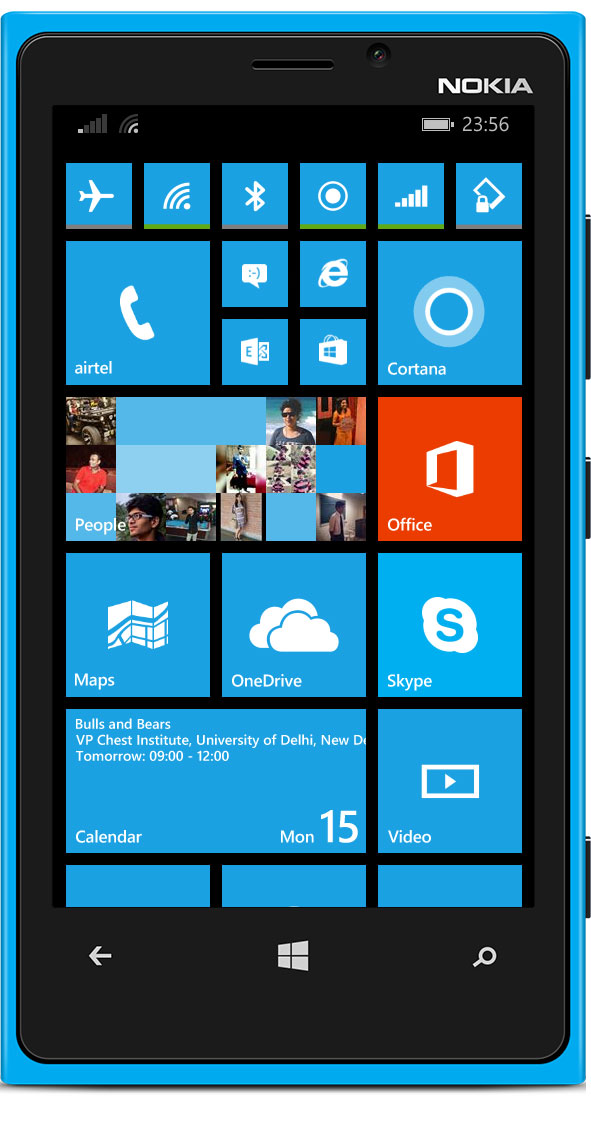 NOKIA
23:56
:-)
airtel
Cortana
People
Office
Maps
OneDrive
S
Skype
Bulls and Bears
VP Chest Institute, University of Delhi, New De
Tomorrow: 09:00 - 12:00
Calendar
Mon 15
Video